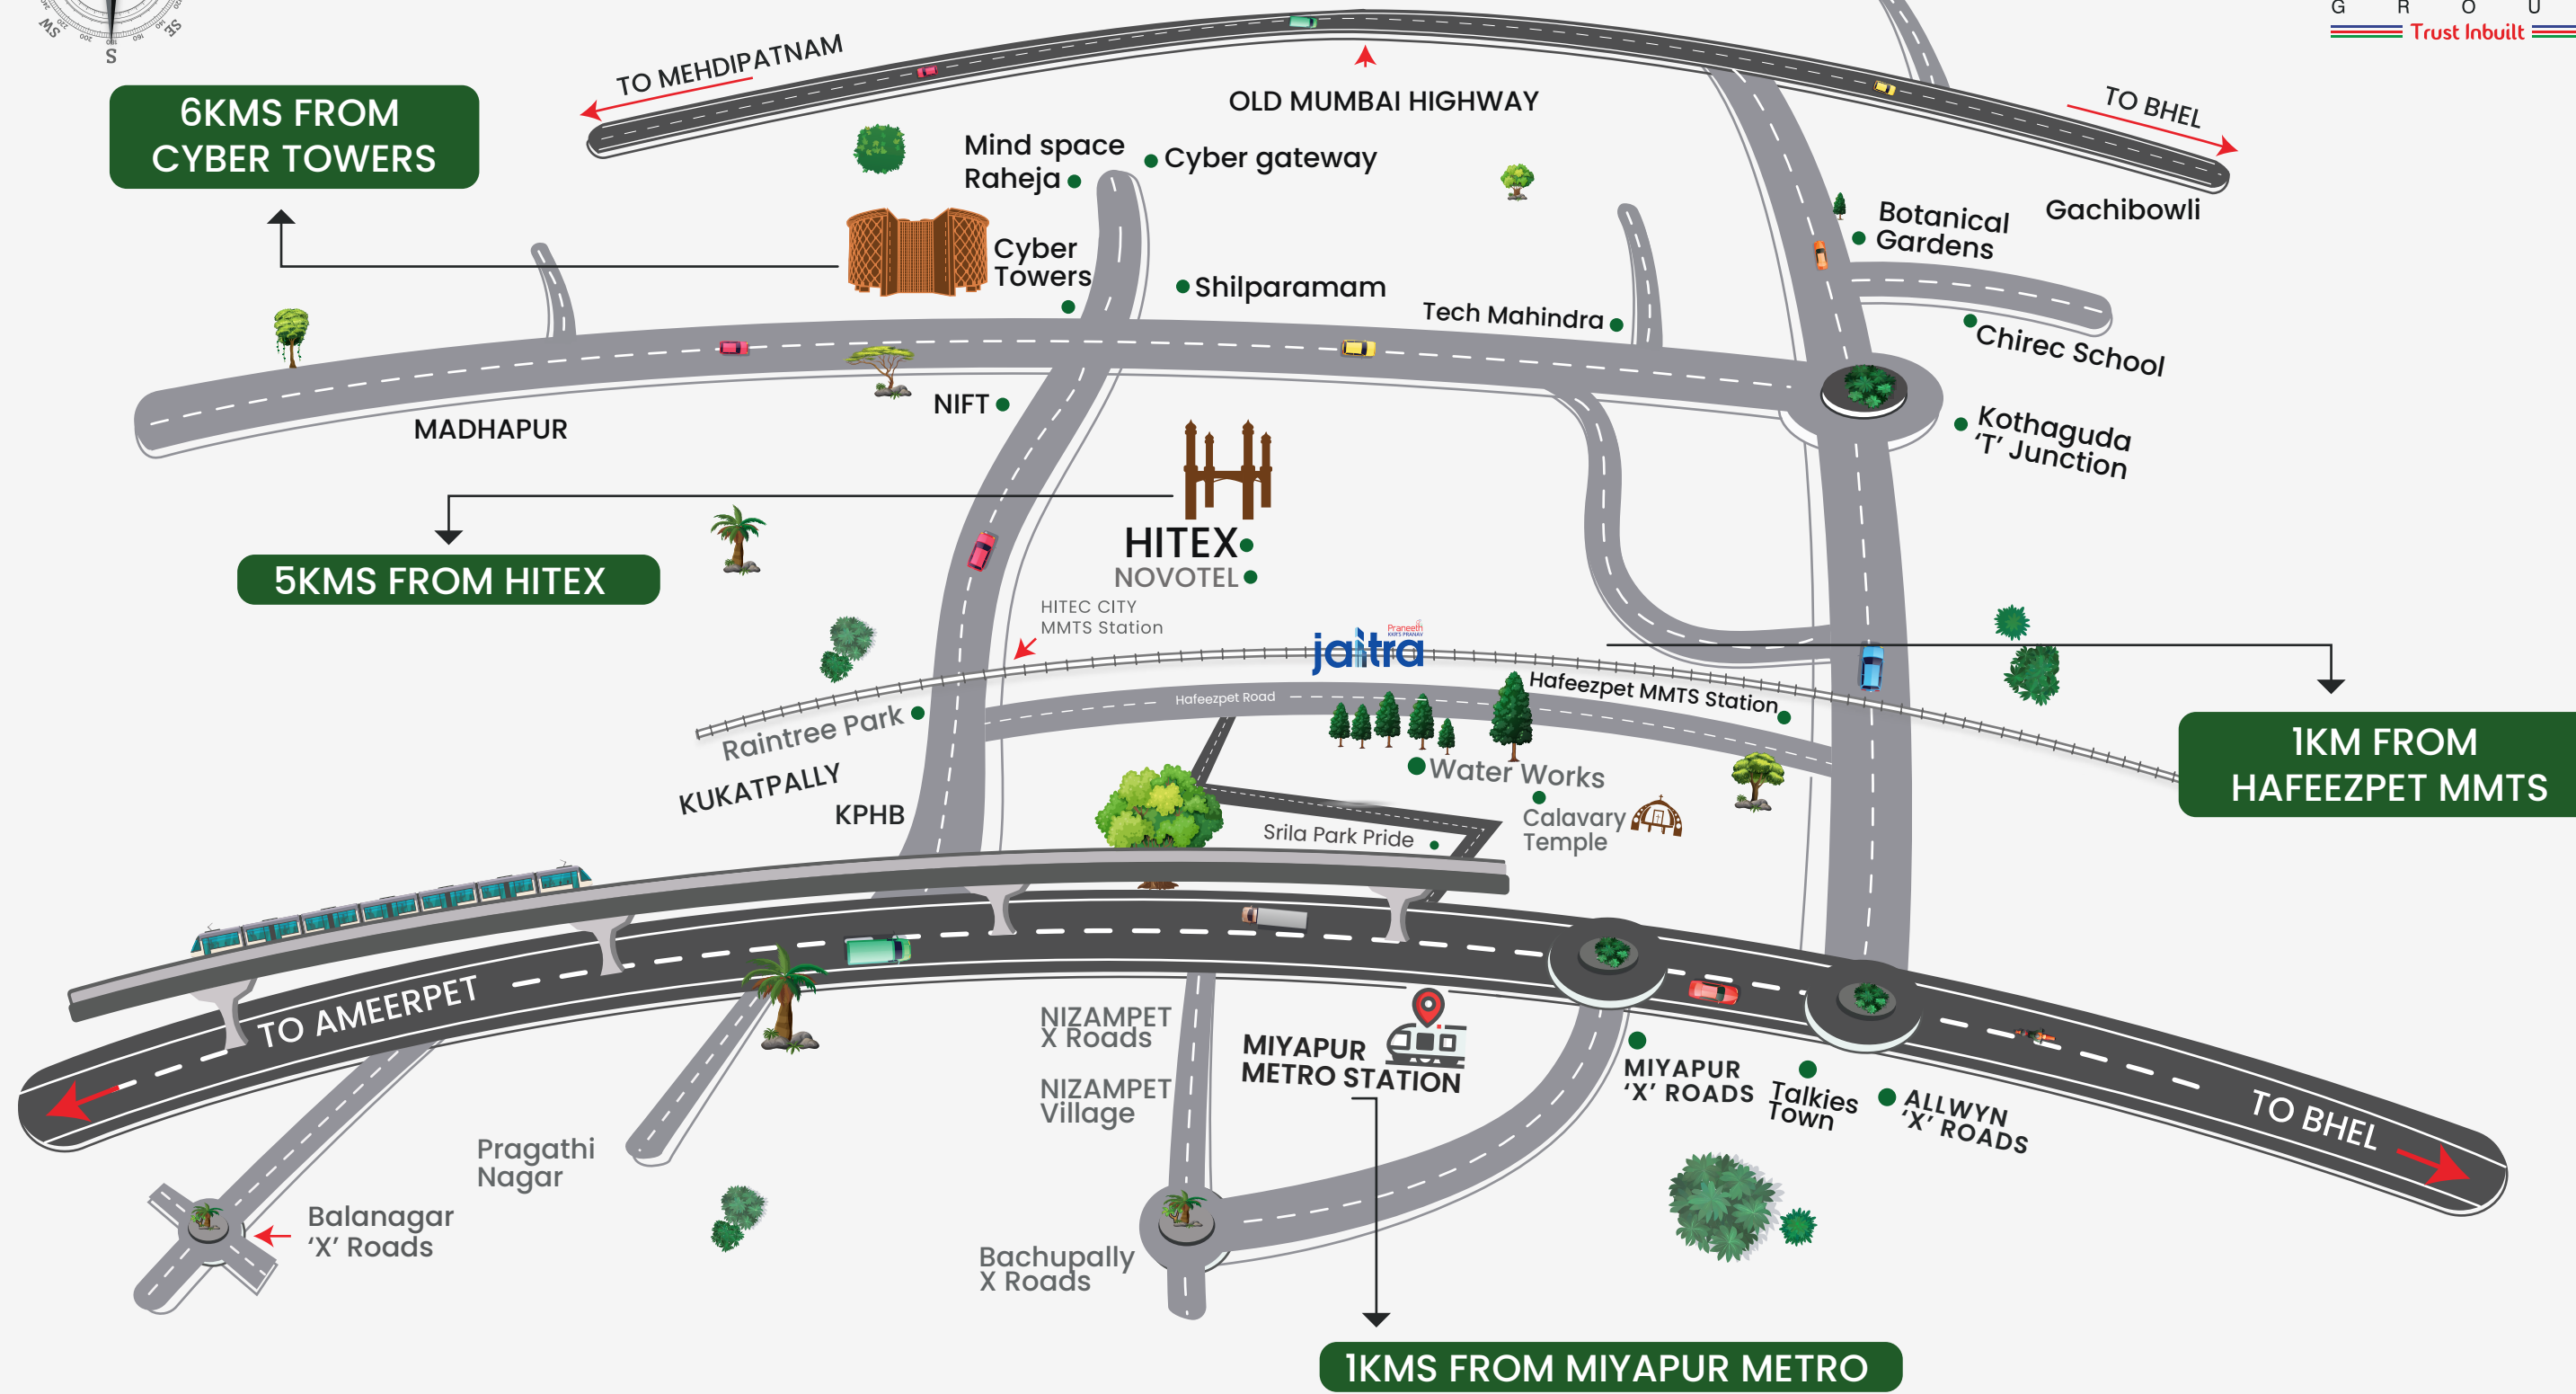 SW
S
SE
G R O U
Trust Inbuilt
TO MEHDIPATNAM
OLD MUMBAI HIGHWAY
TO BHEL
6KMS FROM
CYBER TOWERS
Mind space
Raheja
Cyber gateway
Cyber
Towers
Shilparamam
Tech Mahindra
Botanical
Gardens
Gachibowli
Chirec School
Kothaguda
‘T’ Junction
MADHAPUR
NIFT
HITEX
NOVOTEL
5KMS FROM HITEX
HITEC CITY
MMTS Station
Praneeth
jaitra
Hafeezpet Road
Hafeezpet MMTS Station
Raintree Park
KUKATPALLY
KPHB
Water Works
Calavary
Temple
Srila Park Pride
1KM FROM
HAFEEZPET MMTS
TO AMEERPET
NIZAMPET
X Roads
NIZAMPET
Village
MIYAPUR
METRO STATION
MIYAPUR
‘X’ ROADS
Talkies
Town
ALLWYN
‘X’ ROADS
TO BHEL
Pragathi
Nagar
Balanagar
‘X’ Roads
Bachupally
X Roads
1KMS FROM MIYAPUR METRO